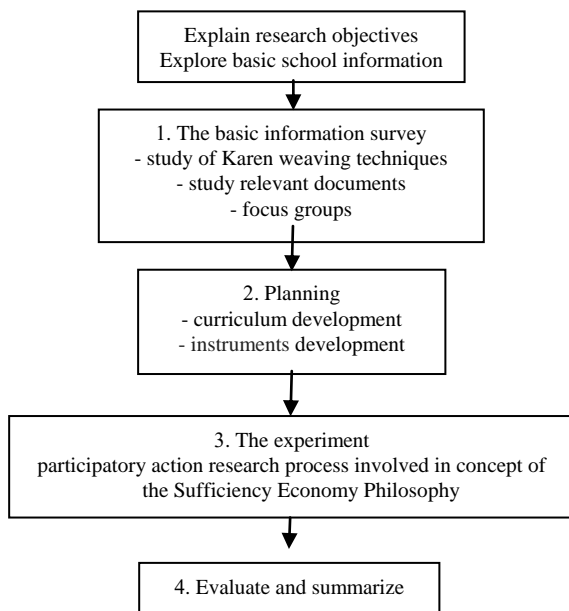 Explain research objectives
Explore basic school information
1. The basic information survey
- study of Karen weaving techniques
- study relevant documents
- focus groups
2. Planning
- curriculum development
- instruments development
3. The experiment
participatory action research process involved in concept of
the Sufficiency Economy Philosophy
4. Evaluate and summarize